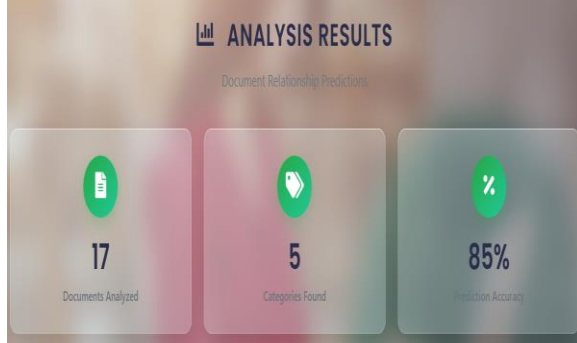 ANALYSIS RESULTS
Document Relationship Predictions
17
5
85%
Documents Analyzed
Categories Found
Prediction Accuracy